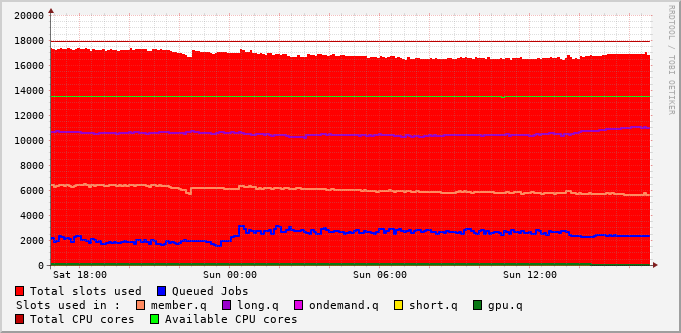 20000
18000
16000
14000
12000
10000
8000
6000
4000
2000
0
Sat 18:00 Sun 00:00 Sun 06:00 Sun 12:00
RRDTOOL / TOBI OETIKER
Total slots used Queued Jobs
Slots used in : member.q long.q ondemand.q short.q gpu.q
Total CPU cores Available CPU cores